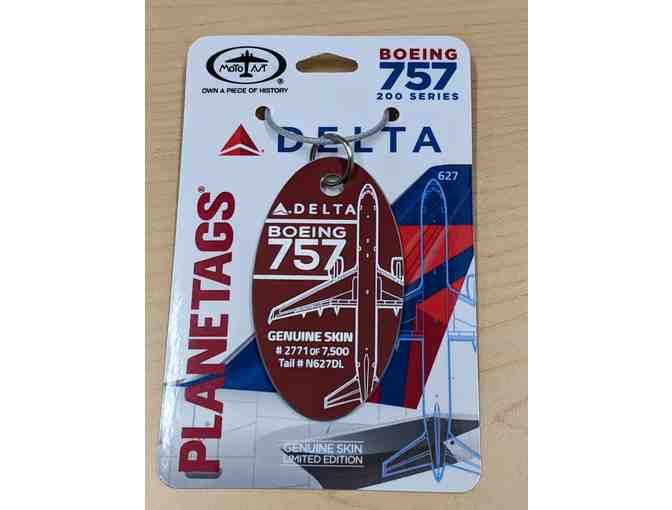 MOTOART®
OWN A PIECE OF HISTORY
BOEING
757
200 SERIES
DELTA
627
PLANETAGS®
DELTA
BOEING
757
GENUINE SKIN
# 2771 OF 7,500
Tail # N627DL
GENUINE SKIN
LIMITED EDITION